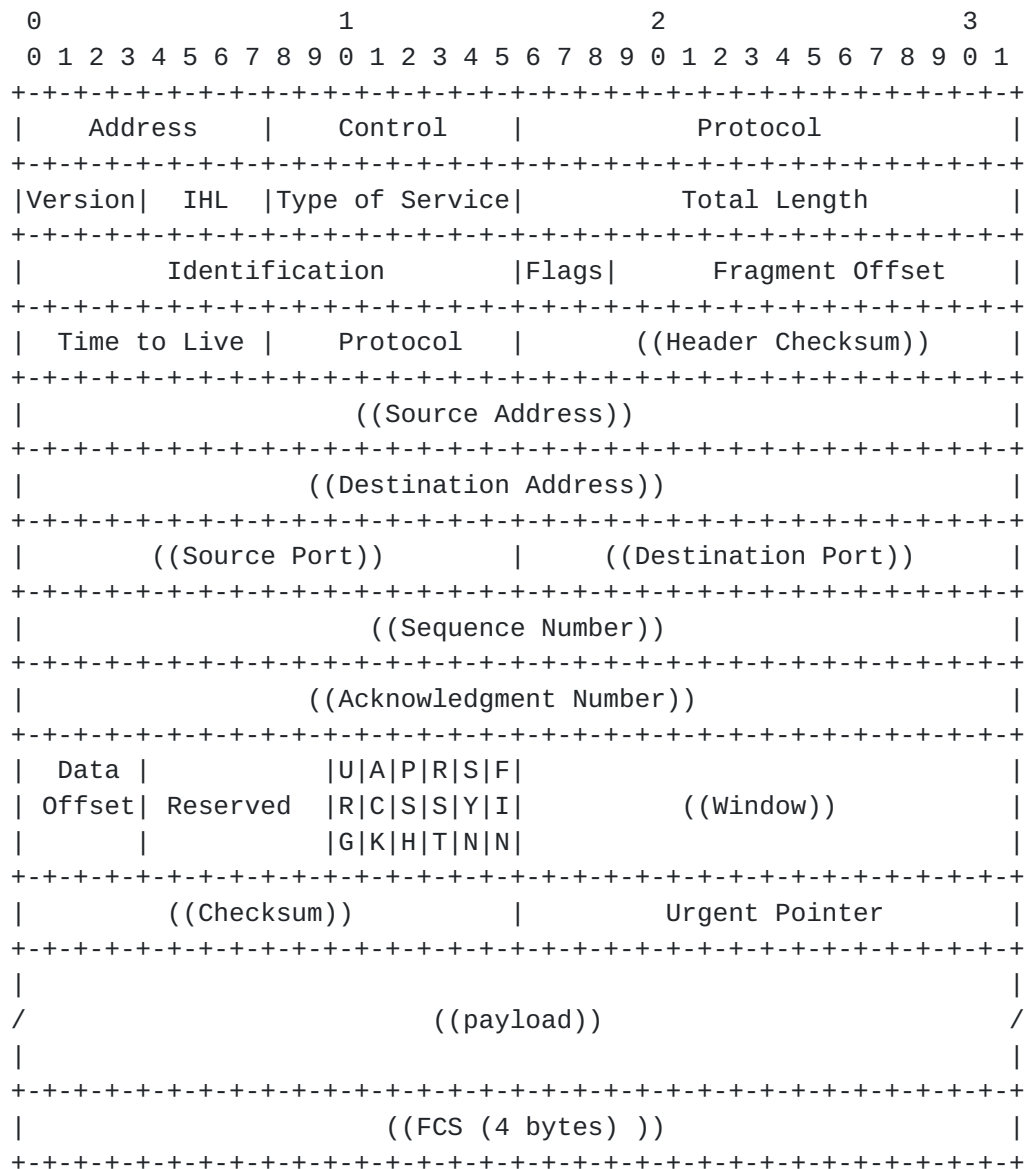 0                   1                   2                   3
 0 1 2 3 4 5 6 7 8 9 0 1 2 3 4 5 6 7 8 9 0 1 2 3 4 5 6 7 8 9 0 1
+-+-+-+-+-+-+-+-+-+-+-+-+-+-+-+-+-+-+-+-+-+-+-+-+-+-+-+-+-+-+-+-+
|    Address    |    Control    |           Protocol            |
+-+-+-+-+-+-+-+-+-+-+-+-+-+-+-+-+-+-+-+-+-+-+-+-+-+-+-+-+-+-+-+-+
|Version|  IHL  |Type of Service|          Total Length         |
+-+-+-+-+-+-+-+-+-+-+-+-+-+-+-+-+-+-+-+-+-+-+-+-+-+-+-+-+-+-+-+-+
|         Identification        |Flags|      Fragment Offset    |
+-+-+-+-+-+-+-+-+-+-+-+-+-+-+-+-+-+-+-+-+-+-+-+-+-+-+-+-+-+-+-+-+
|  Time to Live |    Protocol   |       ((Header Checksum))     |
+-+-+-+-+-+-+-+-+-+-+-+-+-+-+-+-+-+-+-+-+-+-+-+-+-+-+-+-+-+-+-+-+
|                     ((Source Address))                        |
+-+-+-+-+-+-+-+-+-+-+-+-+-+-+-+-+-+-+-+-+-+-+-+-+-+-+-+-+-+-+-+-+
|                  ((Destination Address))                      |
+-+-+-+-+-+-+-+-+-+-+-+-+-+-+-+-+-+-+-+-+-+-+-+-+-+-+-+-+-+-+-+-+
|        ((Source Port))        |     ((Destination Port))      |
+-+-+-+-+-+-+-+-+-+-+-+-+-+-+-+-+-+-+-+-+-+-+-+-+-+-+-+-+-+-+-+-+
|                      ((Sequence Number))                      |
+-+-+-+-+-+-+-+-+-+-+-+-+-+-+-+-+-+-+-+-+-+-+-+-+-+-+-+-+-+-+-+-+
|                  ((Acknowledgment Number))                    |
+-+-+-+-+-+-+-+-+-+-+-+-+-+-+-+-+-+-+-+-+-+-+-+-+-+-+-+-+-+-+-+-+
|  Data |           |U|A|P|R|S|F|                               |
| Offset| Reserved  |R|C|S|S|Y|I|          ((Window))           |
|       |           |G|K|H|T|N|N|                               |
+-+-+-+-+-+-+-+-+-+-+-+-+-+-+-+-+-+-+-+-+-+-+-+-+-+-+-+-+-+-+-+-+
|         ((Checksum))          |         Urgent Pointer        |
+-+-+-+-+-+-+-+-+-+-+-+-+-+-+-+-+-+-+-+-+-+-+-+-+-+-+-+-+-+-+-+-+
|                                                               |
/                          ((payload))                          /
|                                                               |
+-+-+-+-+-+-+-+-+-+-+-+-+-+-+-+-+-+-+-+-+-+-+-+-+-+-+-+-+-+-+-+-+
|                       ((FCS (4 bytes) ))                      |
+-+-+-+-+-+-+-+-+-+-+-+-+-+-+-+-+-+-+-+-+-+-+-+-+-+-+-+-+-+-+-+-+